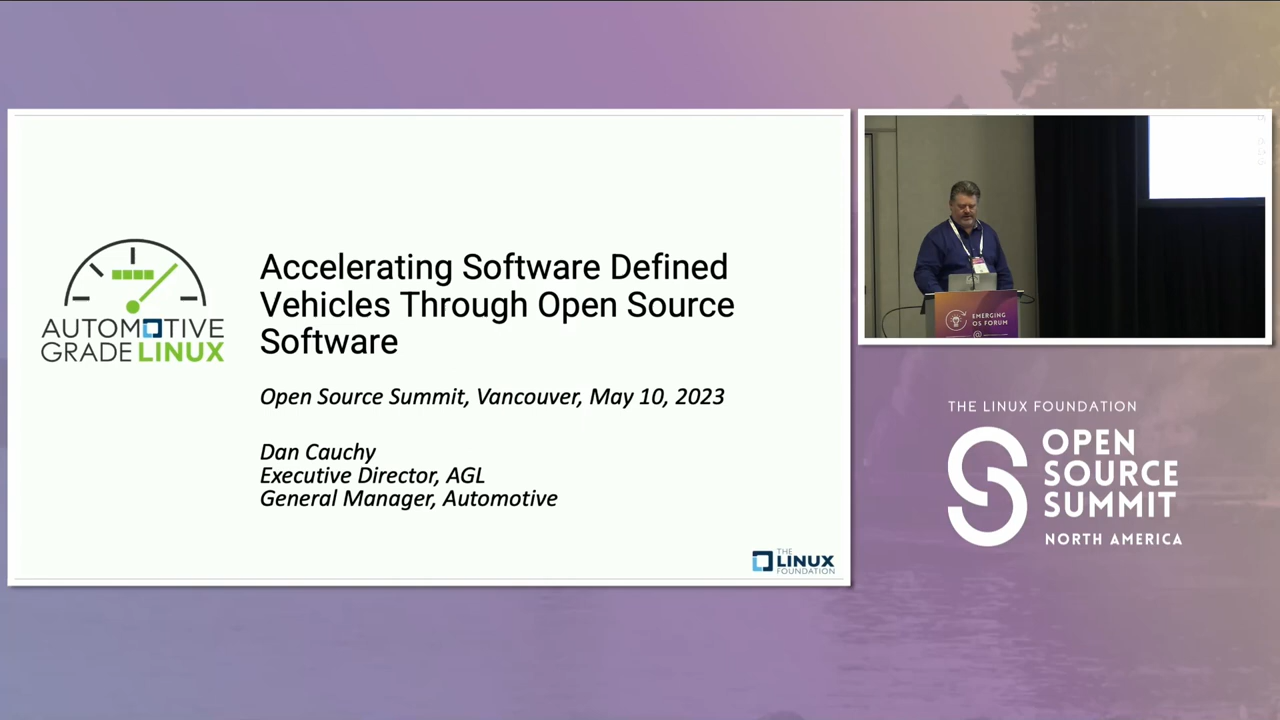 AUTOMOTIVE
GRADE LINUX
Accelerating Software Defined
Vehicles Through Open Source
Software
Open Source Summit, Vancouver, May 10, 2023
Dan Cauchy
Executive Director, AGL
General Manager, Automotive
THE
LINUX
FOUNDATION
EMERGING
OS FORUM
THE LINUX FOUNDATION
OPEN
SOURCE
SUMMIT
NORTH AMERICA